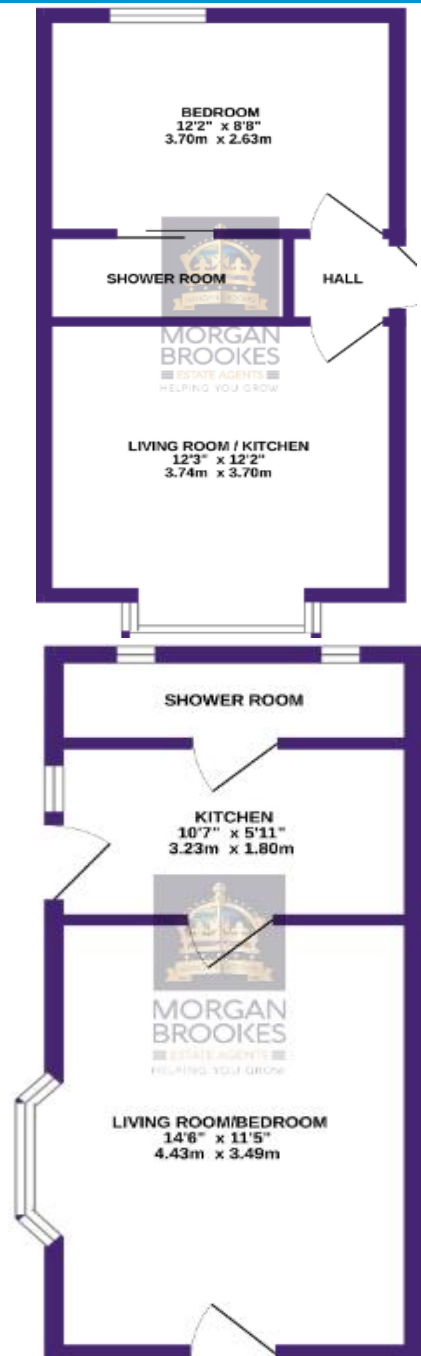 BEDROOM
12'2" x 8'8"
3.70m x 2.63m
SHOWER ROOM
HALL
MORGAN
BROOKES
ESTATE AGENTS
HELPING YOU GROW
LIVING ROOM / KITCHEN
12'3" x 12'2"
3.74m x 3.70m
SHOWER ROOM
KITCHEN
10'7" x 5'11"
3.23m x 1.80m
MORGAN
BROOKES
ESTATE AGENTS
HELPING YOU GROW
LIVING ROOM/BEDROOM
14'6" x 11'5"
4.43m x 3.49m